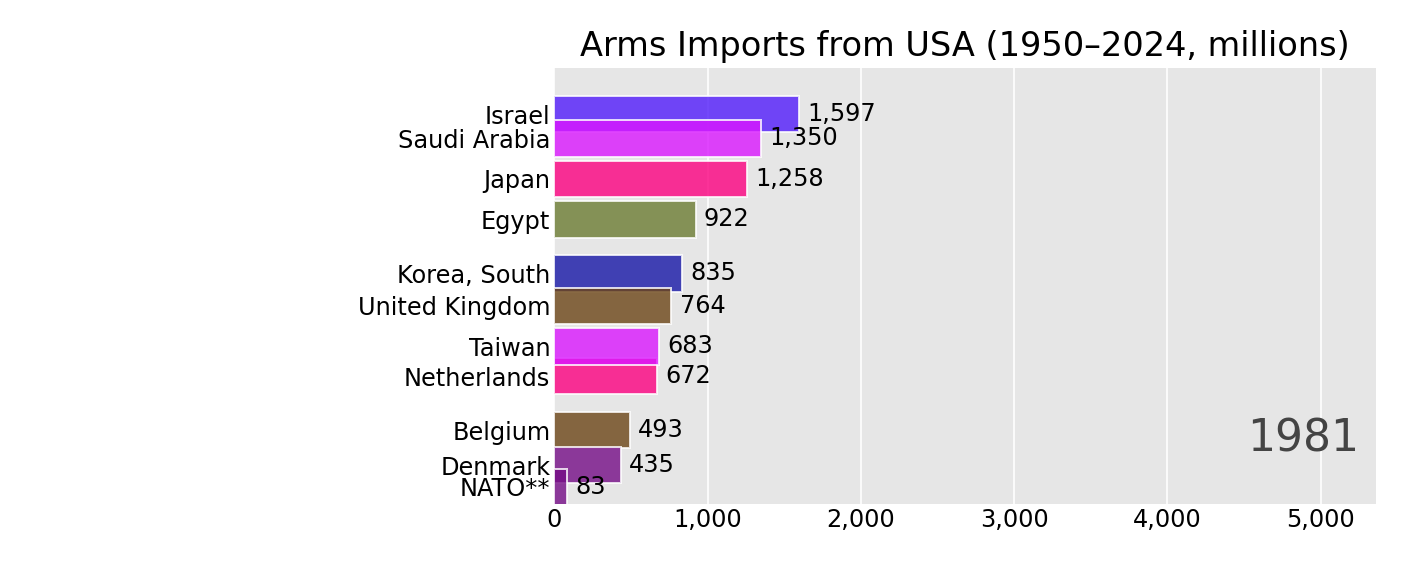 Arms Imports from USA (1950–2024, millions)
Israel 1,597
Saudi Arabia 1,350
Japan 1,258
Egypt 922
Korea, South 835
United Kingdom 764
Taiwan 683
Netherlands 672
Belgium 493
1981
Denmark 435
NATO** 83
0 1,000 2,000 3,000 4,000 5,000